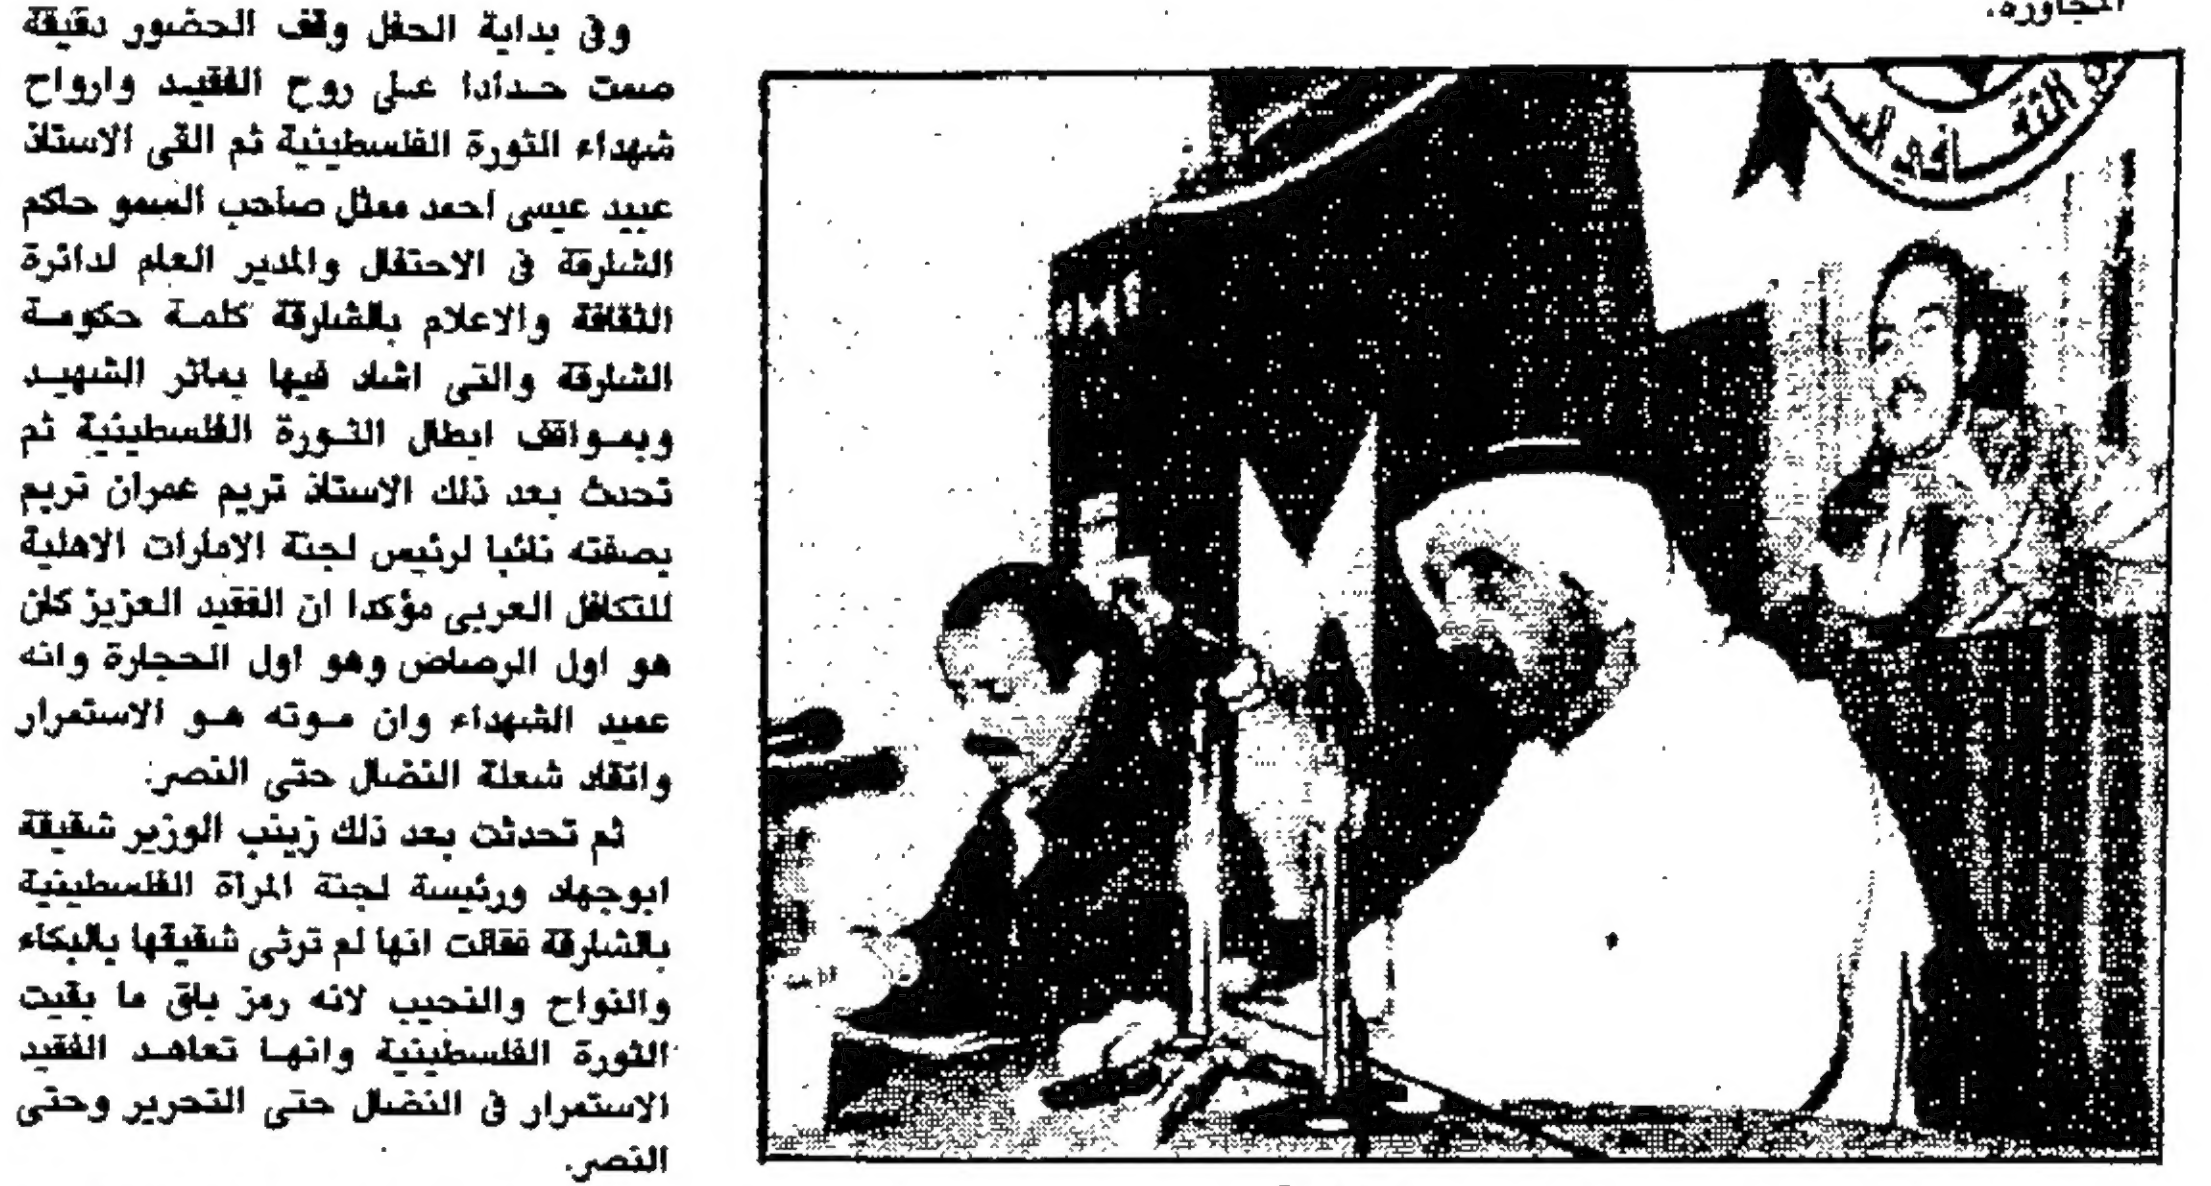 المجاورة.
وفى بداية الحفل وقف الحضور دقيقة
صمت حدادا على روح الفقيد وارواح
شهداء الثورة الفلسطينية ثم القى الاستاذ
عبيد عيسى احمد ممثل صاحب السمو حاكم
الشارقة فى الاحتفال والمدير العام لدائرة
الثقافة والاعلام بالشارقة كلمة حكومة
الشارقة والتى اشاد فيها بمآثر الشهيد
وبمواقف ابطال الثورة الفلسطينية ثم
تحدث بعد ذلك الاستاذ تريم عمران تريم
بصفته نائبا لرئيس لجنة الامارات الاهلية
للتكافل العربى مؤكدا ان الفقيد العزيز كان
هو اول الرصاص وهو اول الحجارة وانه
عميد الشهداء وان موته هو الاستمرار
واتقاد شعلة النضال حتى النصر.
ثم تحدثت بعد ذلك زينب الوزير شقيقة
ابوجهاد ورئيسة لجنة المرأة الفلسطينية
بالشارقة فقالت انها لم ترثى شقيقها بالبكاء
والنواح والنحيب لانه رمز باق ما بقيت
الثورة الفلسطينية وانها تعاهد الفقيد
الاستمرار فى النضال حتى التحرير وحتى
النصر.